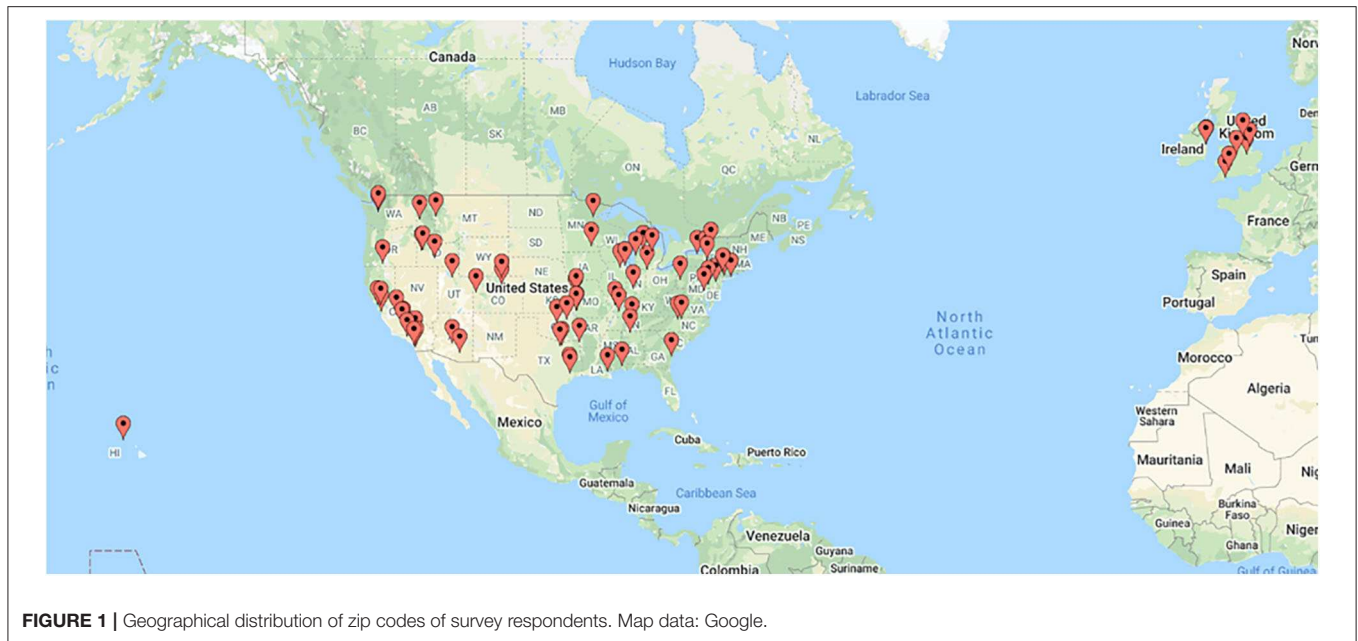 Canada
Hudson Bay
Labrador Sea
Norv
AB
MB
BC
SK
NL
United
Kingdom
Den
Ireland
ON
QC
Germ
WA
MT
ND
MN
NB
PE
NS
ME
France
SD
WI
NH
MA
WY
NE
IA
IL
OH
MD
DE
NV
UT
United States
CO
MO
KY
VA
Spain
Portugal
North
Atlantic
Ocean
NM
AR
NC
TX
AL
GA
LA
FL
Morocco
Tun
Algeria
Gulf of
Mexico
Mexico
Western
Sahara
HI
Cuba
Puerto Rico
Mauritania
Mali
Nig
Guatemala
Caribbean Sea
Nicaragua
Burkina
Faso
Guinea
Niger
Venezuela
Guyana
Ghana
Colombia
Suriname
Gulf of Guinea
FIGURE 1 | Geographical distribution of zip codes of survey respondents. Map data: Google.